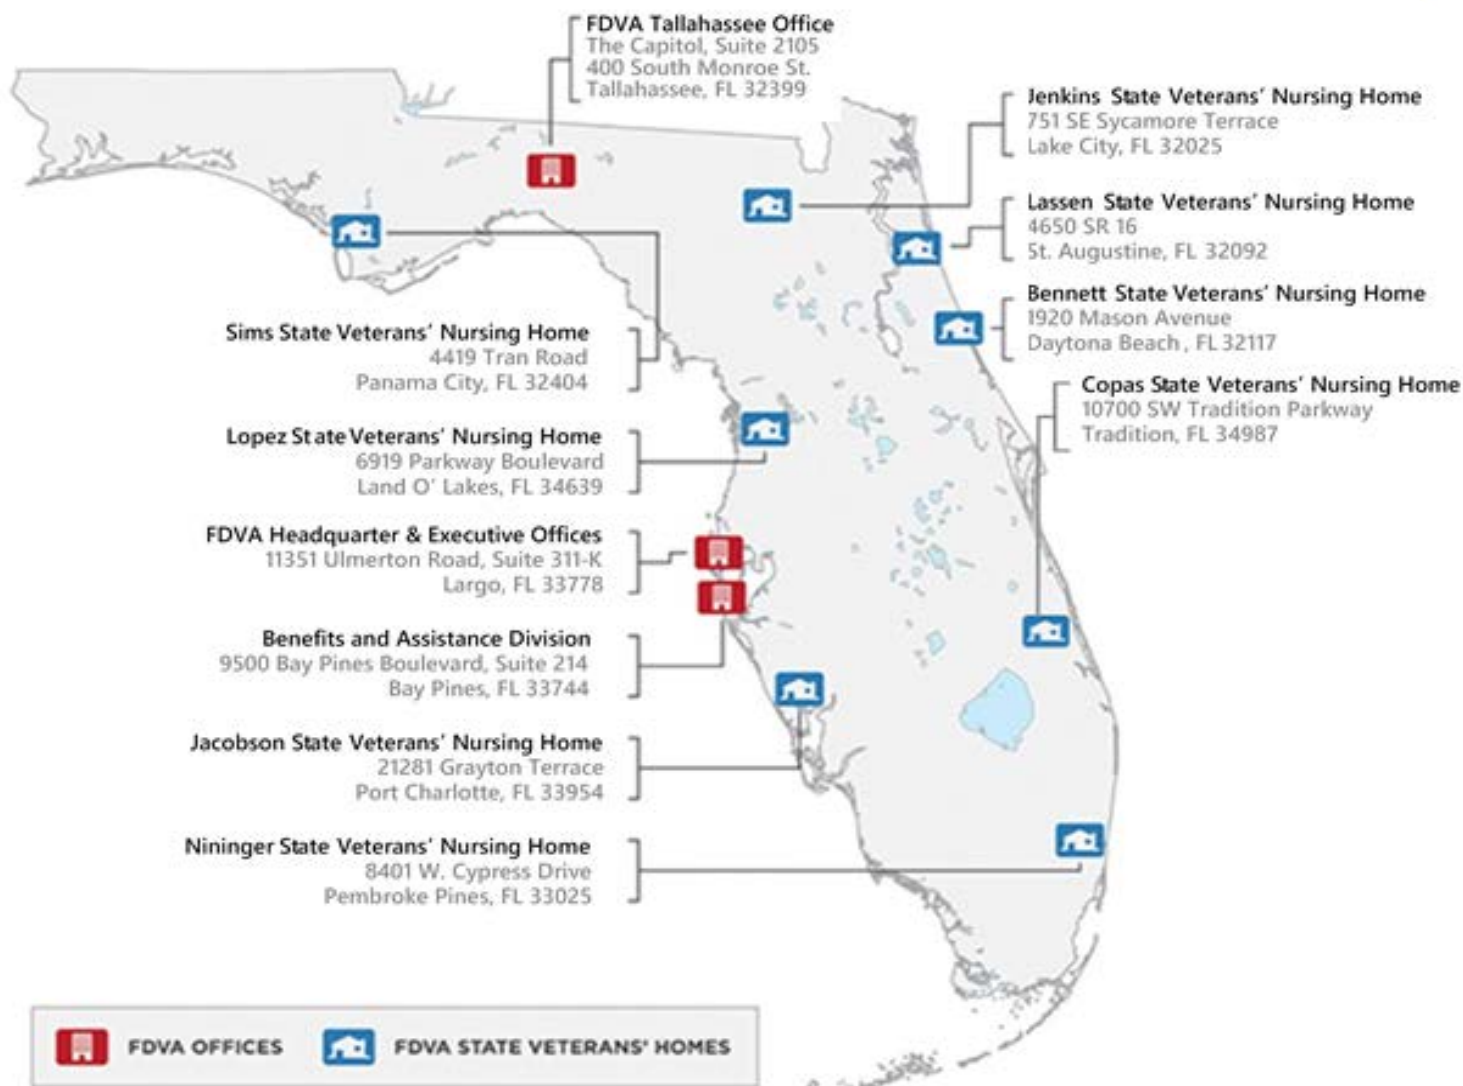 FDVA Tallahassee Office
The Capitol, Suite 2105
400 South Monroe St.
Tallahassee, FL 32399
Jenkins State Veterans' Nursing Home
751 SE Sycamore Terrace
Lake City, FL 32025
Lassen State Veterans' Nursing Home
4650 SR 16
St. Augustine, FL 32092
Bennett State Veterans' Nursing Home
1920 Mason Avenue
Daytona Beach, FL 32117
Copas State Veterans' Nursing Home
10700 SW Tradition Parkway
Tradition, FL 34987
Sims State Veterans' Nursing Home
4419 Tran Road
Panama City, FL 32404
Lopez State Veterans' Nursing Home
6919 Parkway Boulevard
Land O' Lakes, FL 34639
FDVA Headquarter & Executive Offices
11351 Ulmerton Road, Suite 311-K
Largo, FL 33778
Benefits and Assistance Division
9500 Bay Pines Boulevard, Suite 214
Bay Pines, FL 33744
Jacobson State Veterans' Nursing Home
21281 Grayton Terrace
Port Charlotte, FL 33954
Nininger State Veterans' Nursing Home
8401 W. Cypress Drive
Pembroke Pines, FL 33025
FDVA OFFICES
FDVA STATE VETERANS' HOMES